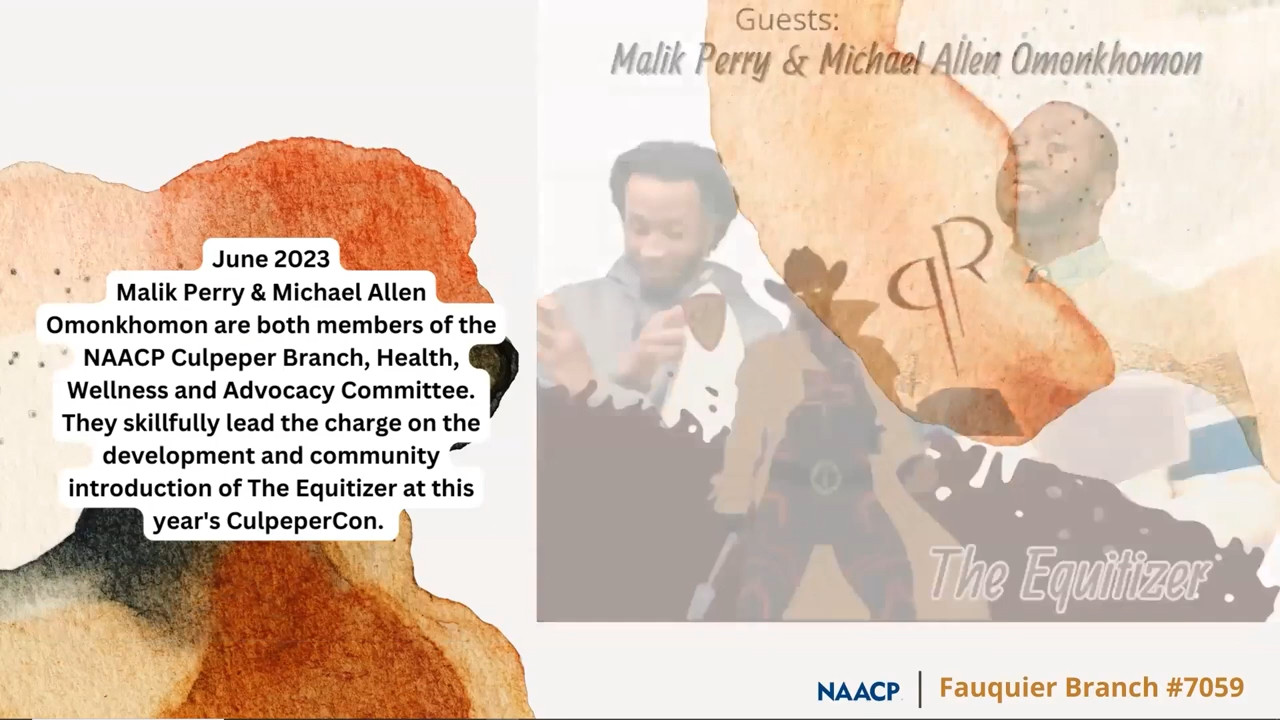 Guests:
Malik Perry & Michael Allen Omonkhomon
June 2023
Malik Perry & Michael Allen
Omonkhomon are both members of the
NAACP Culpeper Branch, Health,
Wellness and Advocacy Committee.
They skillfully lead the charge on the
development and community
introduction of The Equitizer at this
year's CulpeperCon.
The Equitizer
NAACP | Fauquier Branch #7059